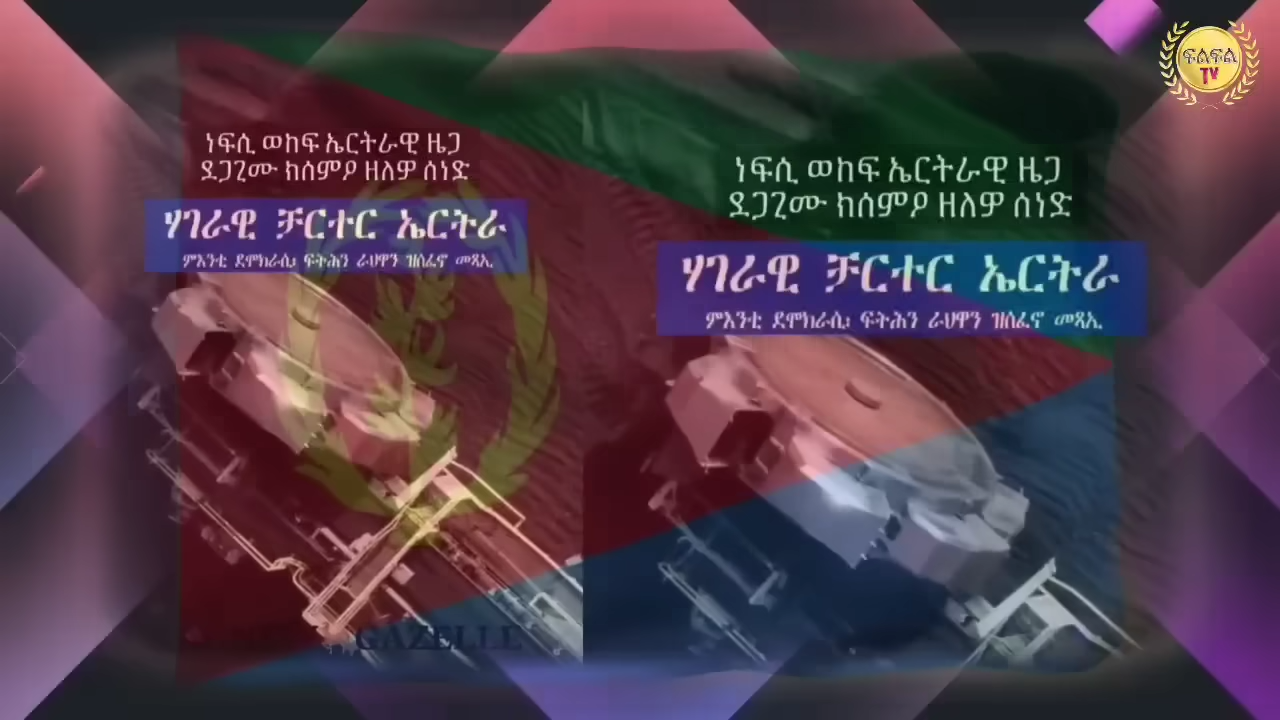 ፍልፍል
TV
ነፍሲ ወከፍ ኤርትራዊ ዜጋ
ደጋጊሙ ክሰምዖ ዘለዎ ሰነድ
ሃገራዊ ቻርተር ኤርትራ
ምእንቲ ደሞክራሲ፡ ፍትሕን ራህዋን ዝሰፈኖ መጻኢ
GAZELLE
ነፍሲ ወከፍ ኤርትራዊ ዜጋ
ደጋጊሙ ክሰምዖ ዘለዎ ሰነድ
ሃገራዊ ቻርተር ኤርትራ
ምእንቲ ደሞክራሲ፡ ፍትሕን ራህዋን ዝሰፈኖ መጻኢ